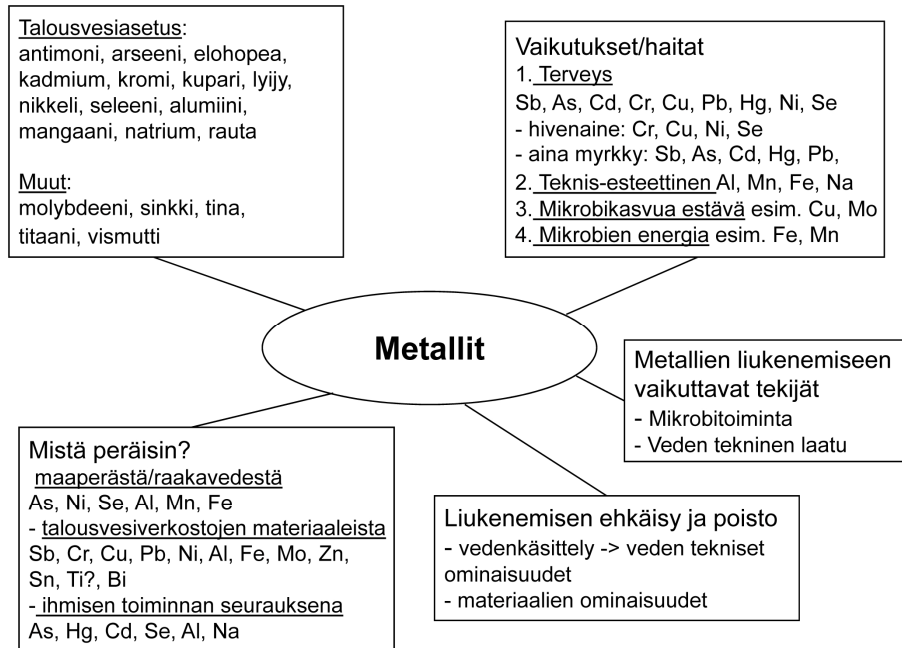 Talousvesiasetus:
antimoni, arseeni, elohopea,
kadmium, kromi, kupari, lyijy,
nikkeli, seleeni, alumiini,
mangaani, natrium, rauta
Muut:
molybdeeni, sinkki, tina,
titaani, vismutti
Vaikutukset/haitat
1. Terveys
Sb, As, Cd, Cr, Cu, Pb, Hg, Ni, Se
- hivenaine: Cr, Cu, Ni, Se
- aina myrkky: Sb, As, Cd, Hg, Pb,
2. Teknis-esteettinen Al, Mn, Fe, Na
3. Mikrobikasvua estävä esim. Cu, Mo
4. Mikrobien energia esim. Fe, Mn
Metallit
Metallien liukenemiseen
vaikuttavat tekijät
- Mikrobitoiminta
- Veden tekninen laatu
Mistä peräisin?
maaperästä/raakavedestä
As, Ni, Se, Al, Mn, Fe
- talousvesiverkostojen materiaaleista
Sb, Cr, Cu, Pb, Ni, Al, Fe, Mo, Zn,
Sn, Ti?, Bi
- ihmisen toiminnan seurauksena
As, Hg, Cd, Se, Al, Na
Liukenemisen ehkäisy ja poisto
- vedenkäsittely -> veden tekniset
ominaisuudet
- materiaalien ominaisuudet